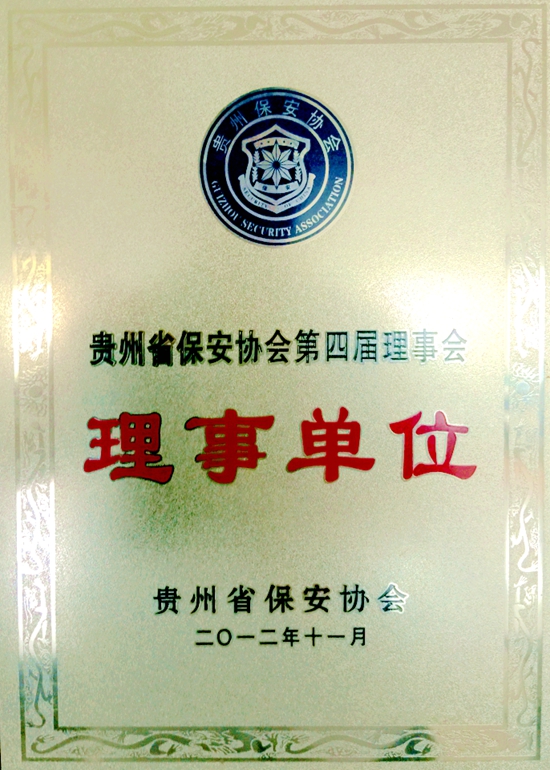 贵州保安协会
GUIZHOU SECURITY ASSOCIATION
保安
贵州省保安协会第四届理事会
理事单位
贵州省保安协会
二〇一二年十一月